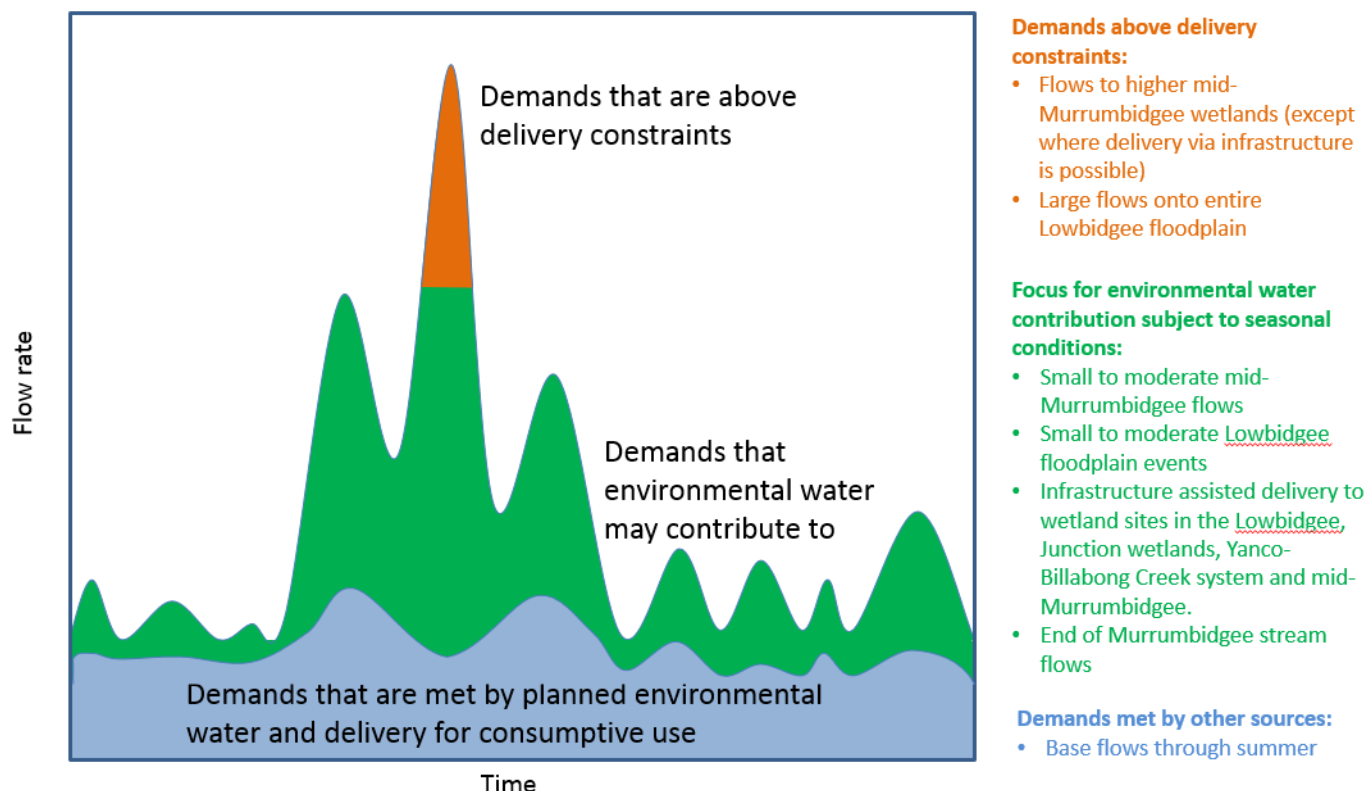 Demands that are above
delivery constraints
Demands that
environmental water
may contribute to
Demands that are met by planned environmental
water and delivery for consumptive use
Flow rate
Time
Demands above delivery
constraints:
• Flows to higher mid-
Murrumbidgee wetlands (except
where delivery via infrastructure
is possible)
• Large flows onto entire
Lowbidgee floodplain
Focus for environmental water
contribution subject to seasonal
conditions:
• Small to moderate mid-
Murrumbidgee flows
• Small to moderate Lowbidgee
floodplain events
• Infrastructure assisted delivery to
wetland sites in the Lowbidgee,
Junction wetlands, Yanco-
Billabong Creek system and mid-
Murrumbidgee.
• End of Murrumbidgee stream
flows
Demands met by other sources:
• Base flows through summer